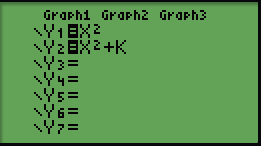 Graph1 Graph2 Graph3
\Y₁=X²
\Y₂=X²+K
\Y₃=
\Y₄=
\Y₅=
\Y₆=
\Y₇=